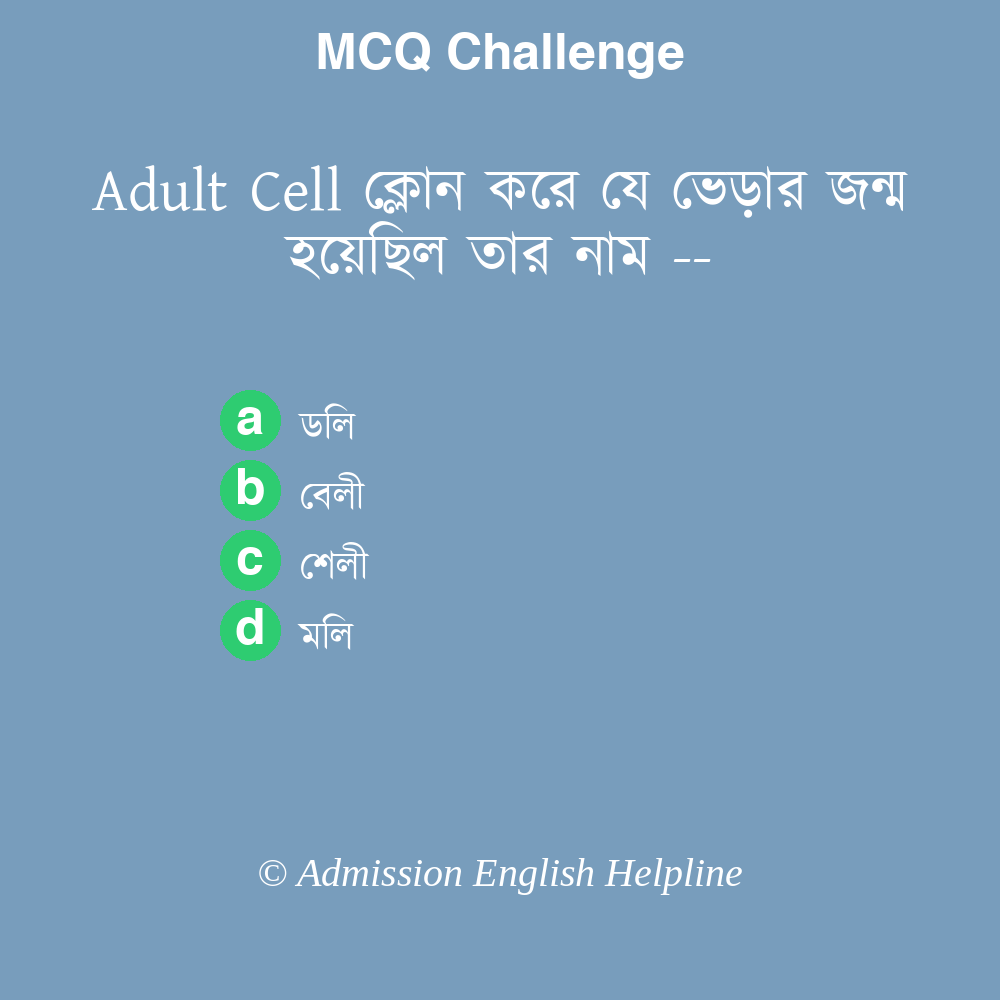 MCQ Challenge
Adult Cell ক্লোন করে যে ভেড়ার জন্ম
হয়েছিল তার নাম --
a ডলি
b বেলী
c শেলী
d মলি
© Admission English Helpline